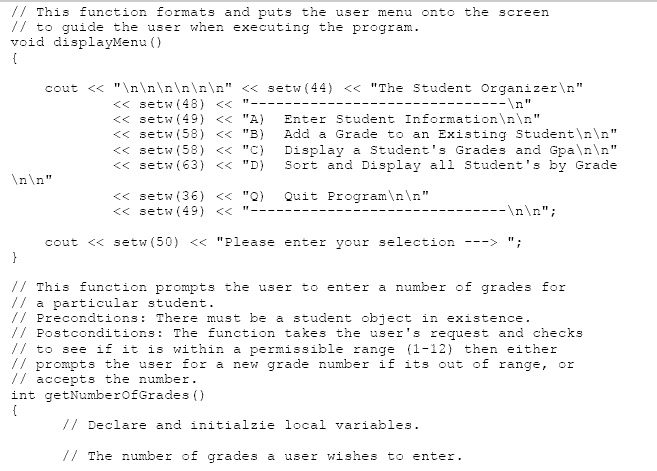 // This function formats and puts the user menu onto the screen
// to guide the user when executing the program.
void displayMenu()
{
cout << "\n\n\n\n\n\n" << setw(44) << "The Student Organizer\n"
<< setw(48) << "------------------------------\n"
<< setw(49) << "A)  Enter Student Information\n\n"
<< setw(58) << "B)  Add a Grade to an Existing Student\n\n"
<< setw(58) << "C)  Display a Student's Grades and Gpa\n\n"
<< setw(63) << "D)  Sort and Display all Student's by Grade
\n\n"
<< setw(36) << "Q)  Quit Program\n\n"
<< setw(49) << "------------------------------\n\n";
cout << setw(50) << "Please enter your selection ---> ";
}
// This function prompts the user to enter a number of grades for
// a particular student.
// Precondtions: There must be a student object in existence.
// Postconditions: The function takes the user's request and checks
// to see if it is within a permissible range (1-12) then either
// prompts the user for a new grade number if its out of range, or
// accepts the number.
int getNumberOfGrades()
{
// Declare and initialzie local variables.
// The number of grades a user wishes to enter.